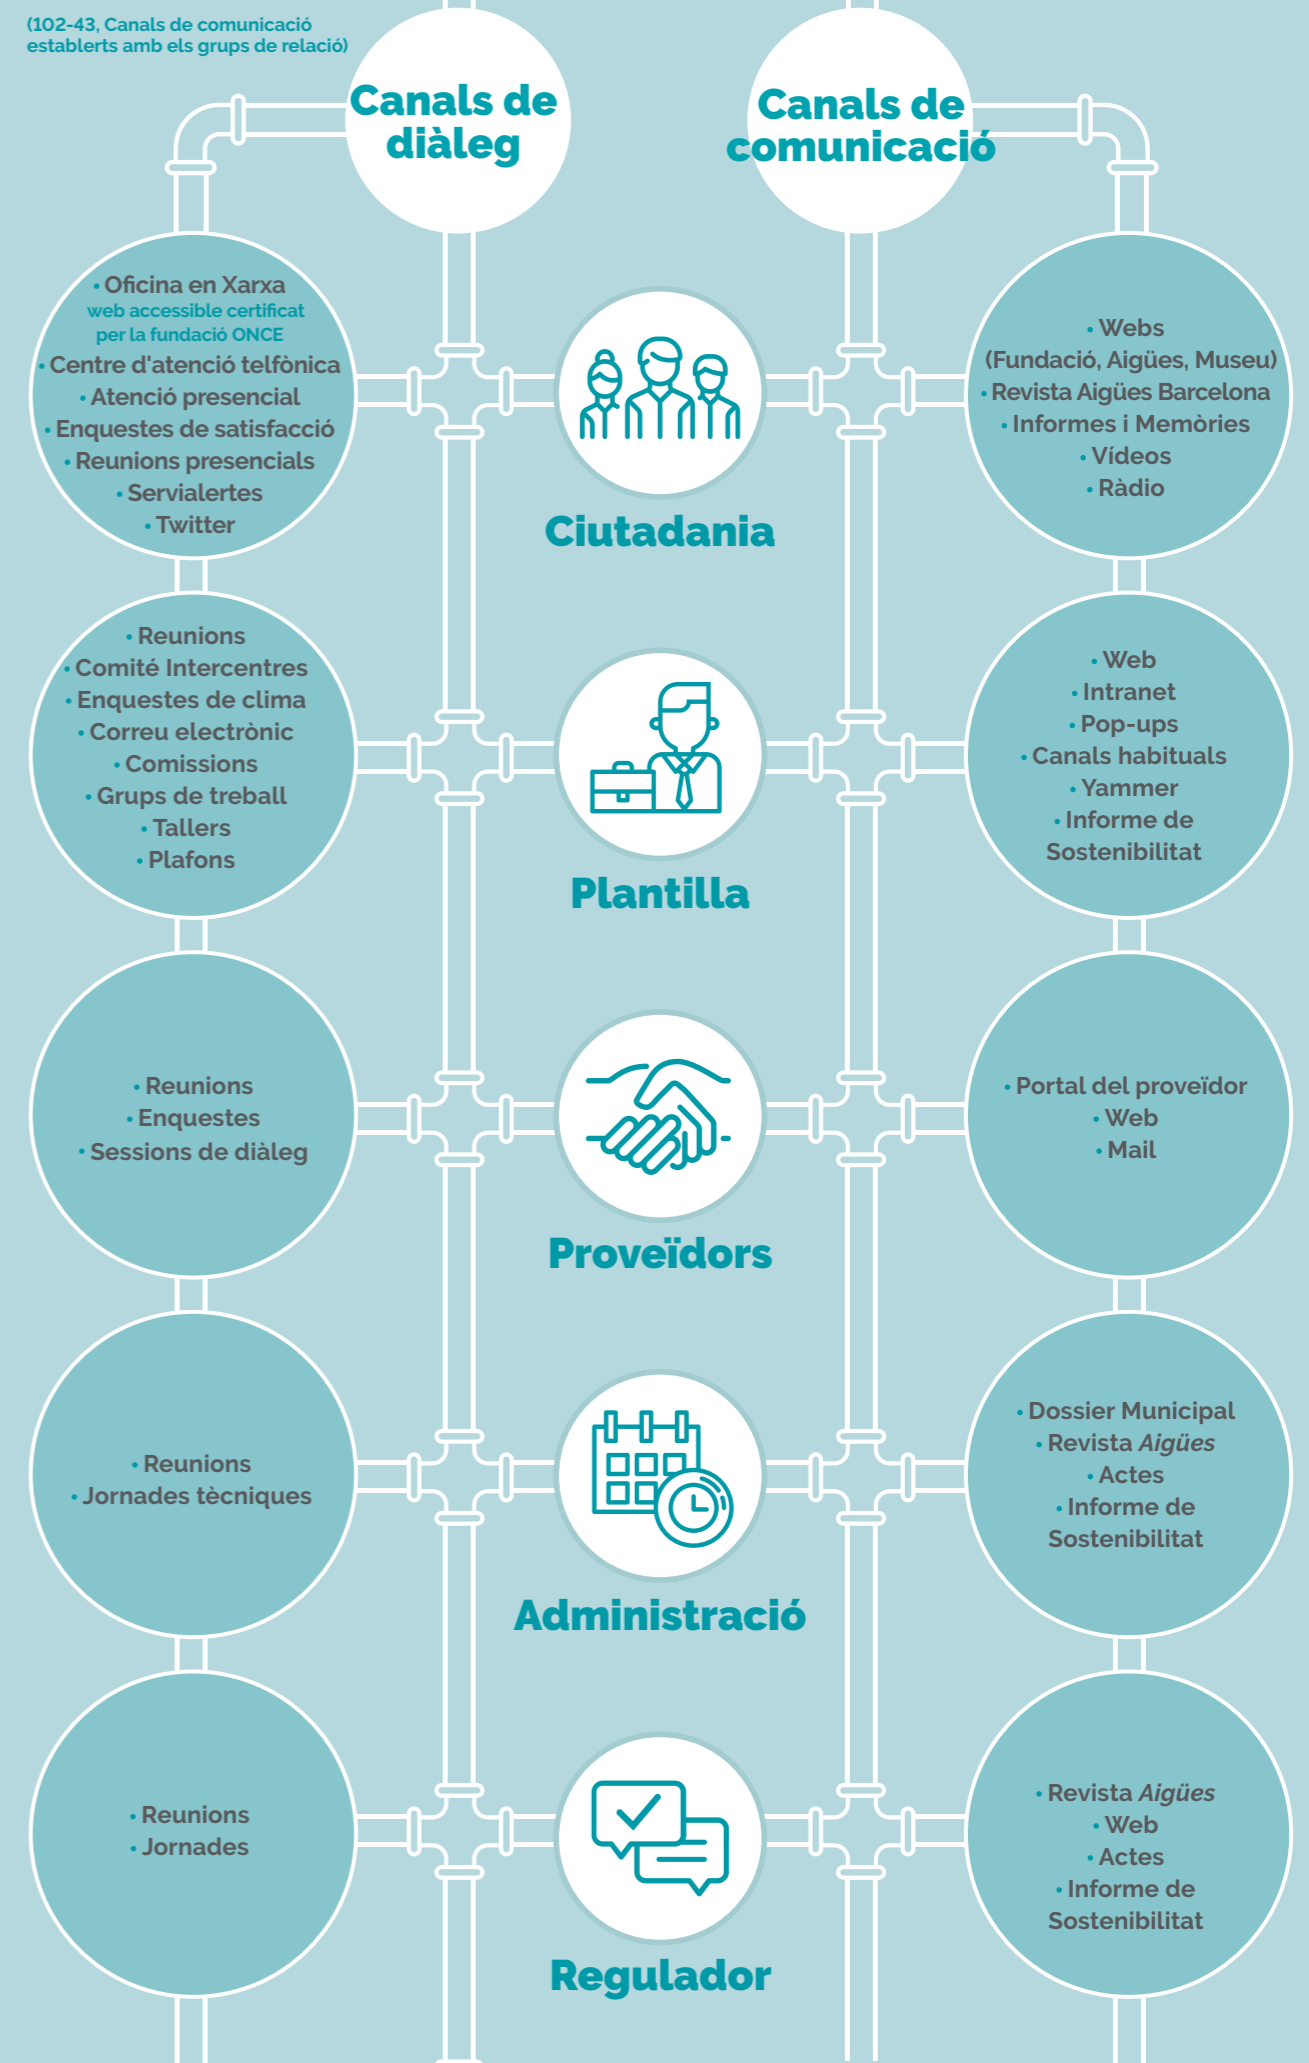 (102-43, Canals de comunicació
establerts amb els grups de relació)
Canals de
diàleg
Canals de
comunicació
• Oficina en Xarxa
web accessible certificat
per la fundació ONCE
• Centre d'atenció telfònica
• Atenció presencial
• Enquestes de satisfacció
• Reunions presencials
• Servialertes
• Twitter
Ciutadania
• Webs
(Fundació, Aigües, Museu)
• Revista Aigües Barcelona
• Informes i Memòries
• Vídeos
• Ràdio
• Reunions
• Comité Intercentres
• Enquestes de clima
• Correu electrònic
• Comissions
• Grups de treball
• Tallers
• Plafons
Plantilla
• Web
• Intranet
• Pop-ups
• Canals habituals
• Yammer
• Informe de
Sostenibilitat
• Reunions
• Enquestes
• Sessions de diàleg
Proveïdors
• Portal del proveïdor
• Web
• Mail
• Reunions
• Jornades tècniques
Administració
• Dossier Municipal
• Revista Aigües
• Actes
• Informe de
Sostenibilitat
• Reunions
• Jornades
Regulador
• Revista Aigües
• Web
• Actes
• Informe de
Sostenibilitat